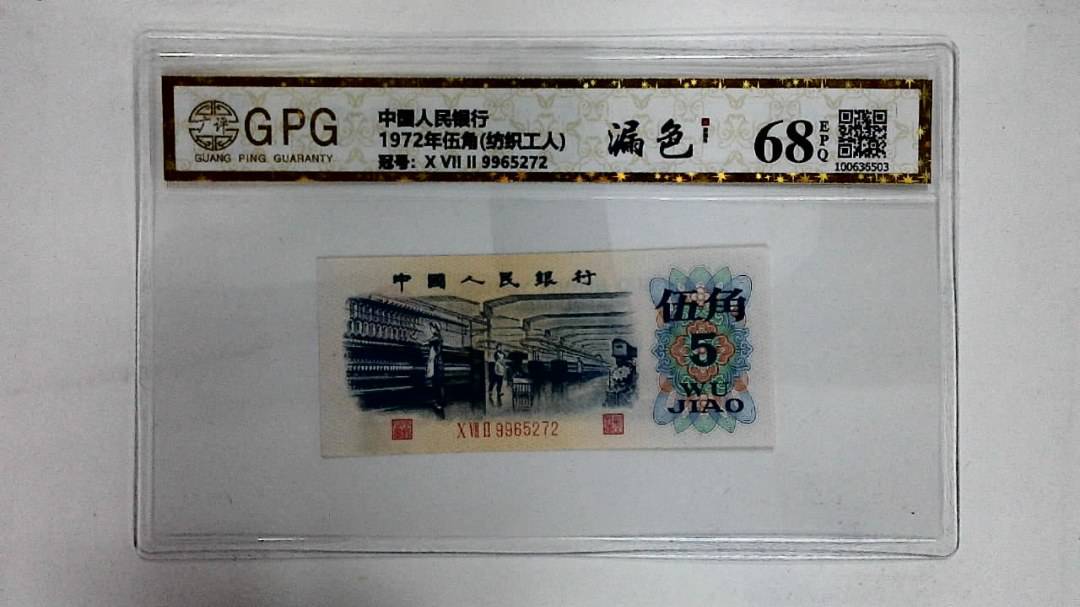 GPG
GUANG PING GUARANTY
中國人民银行
1972年伍角(纺织工人)
冠号: X VII II 9965272
漏色
68
EPQ
100636503
中國人民銀行
伍角
5
WU
JIAO
X VII II 9965272